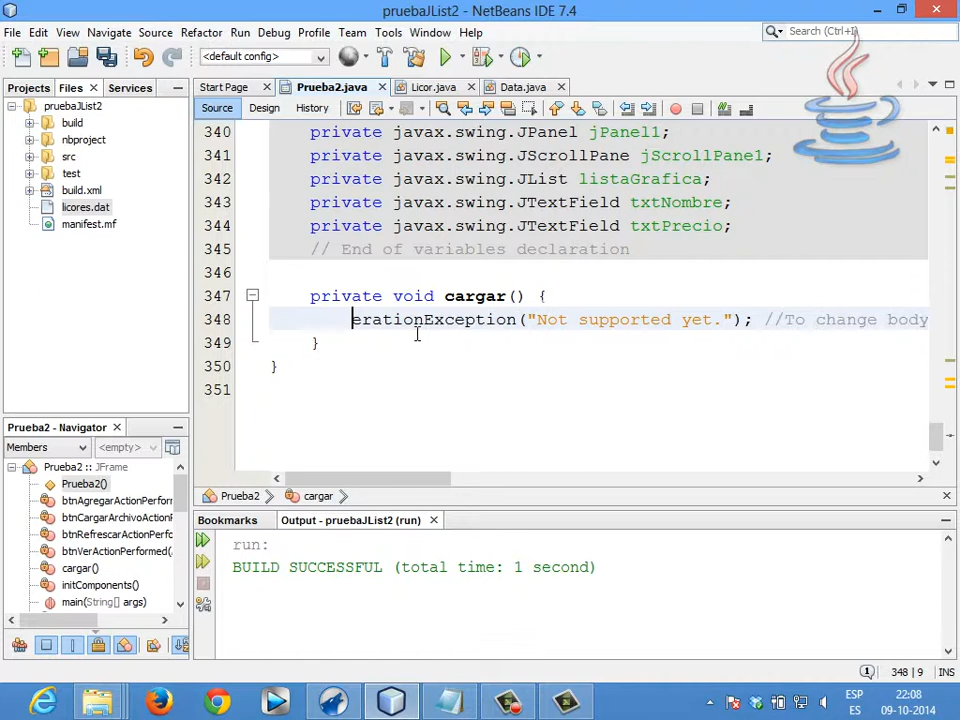 pruebaJList2 - NetBeans IDE 7.4
File Edit View Navigate Source Refactor Run Debug Profile Team Tools Window Help
Search (Ctrl+I)
<default config>
Projects Files Services
Start Page Prueba2.java Licor.java Data.java
Source Design History
pruebaJList2
build
nbproject
src
test
build.xml
licores.dat
manifest.mf
340 private javax.swing.JPanel jPanel1;
341 private javax.swing.JScrollPane jScrollPane1;
342 private javax.swing.JList listaGrafica;
343 private javax.swing.JTextField txtNombre;
344 private javax.swing.JTextField txtPrecio;
345 // End of variables declaration
346
347 private void cargar() {
348 erationException("Not supported yet."); //To change body
349 }
350 }
351
Prueba2 - Navigator
Members <empty>
Prueba2 :: JFrame
Prueba2()
btnAgregarActionPerform
btnCargarArchivoActionP
btnRefrescarActionPerfor
btnVerActionPerformed(
cargar()
initComponents()
main(String[] args)
Prueba2 cargar
Bookmarks Output - pruebaJList2 (run)
run:
BUILD SUCCESSFUL (total time: 1 second)
1 348 | 9 INS
ESP
ES
22:08
09-10-2014